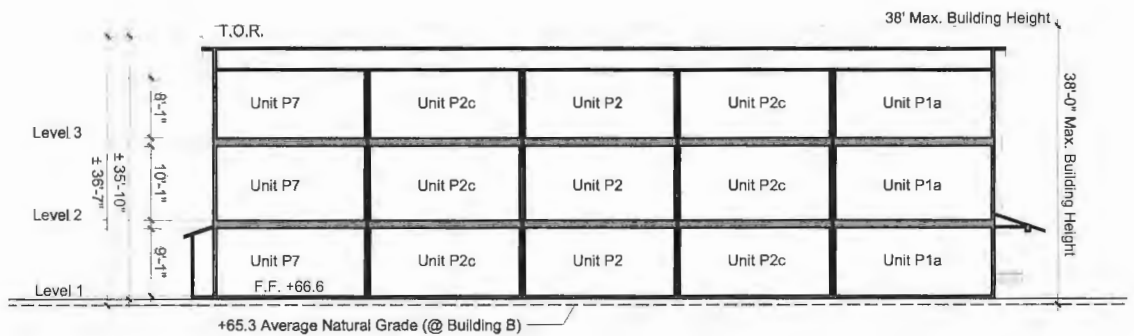 38' Max. Building Height
T.O.R.
Unit P7 Unit P2c Unit P2 Unit P2c Unit P1a
8'-1"
Level 3
38'-0" Max. Building Height
± 36'-7"
± 35'-10"
10'-1"
Unit P7 Unit P2c Unit P2 Unit P2c Unit P1a
Level 2
9'-1"
Unit P7 Unit P2c Unit P2 Unit P2c Unit P1a
F.F. +66.6
Level 1
+65.3 Average Natural Grade (@ Building B)